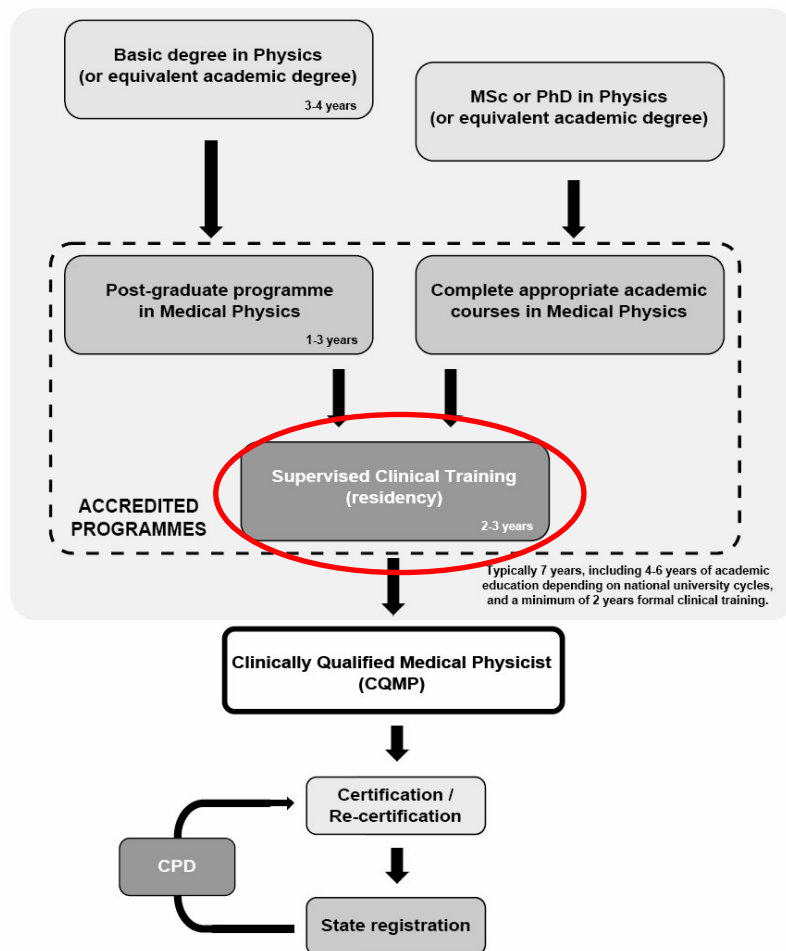 Basic degree in Physics
(or equivalent academic degree)
3-4 years
MSc or PhD in Physics
(or equivalent academic degree)
Post-graduate programme
in Medical Physics
1-3 years
Complete appropriate academic
courses in Medical Physics
Supervised Clinical Training
(residency)
2-3 years
ACCREDITED
PROGRAMMES
Typically 7 years, including 4-6 years of academic
education depending on national university cycles,
and a minimum of 2 years formal clinical training.
Clinically Qualified Medical Physicist
(CQMP)
Certification /
Re-certification
CPD
State registration